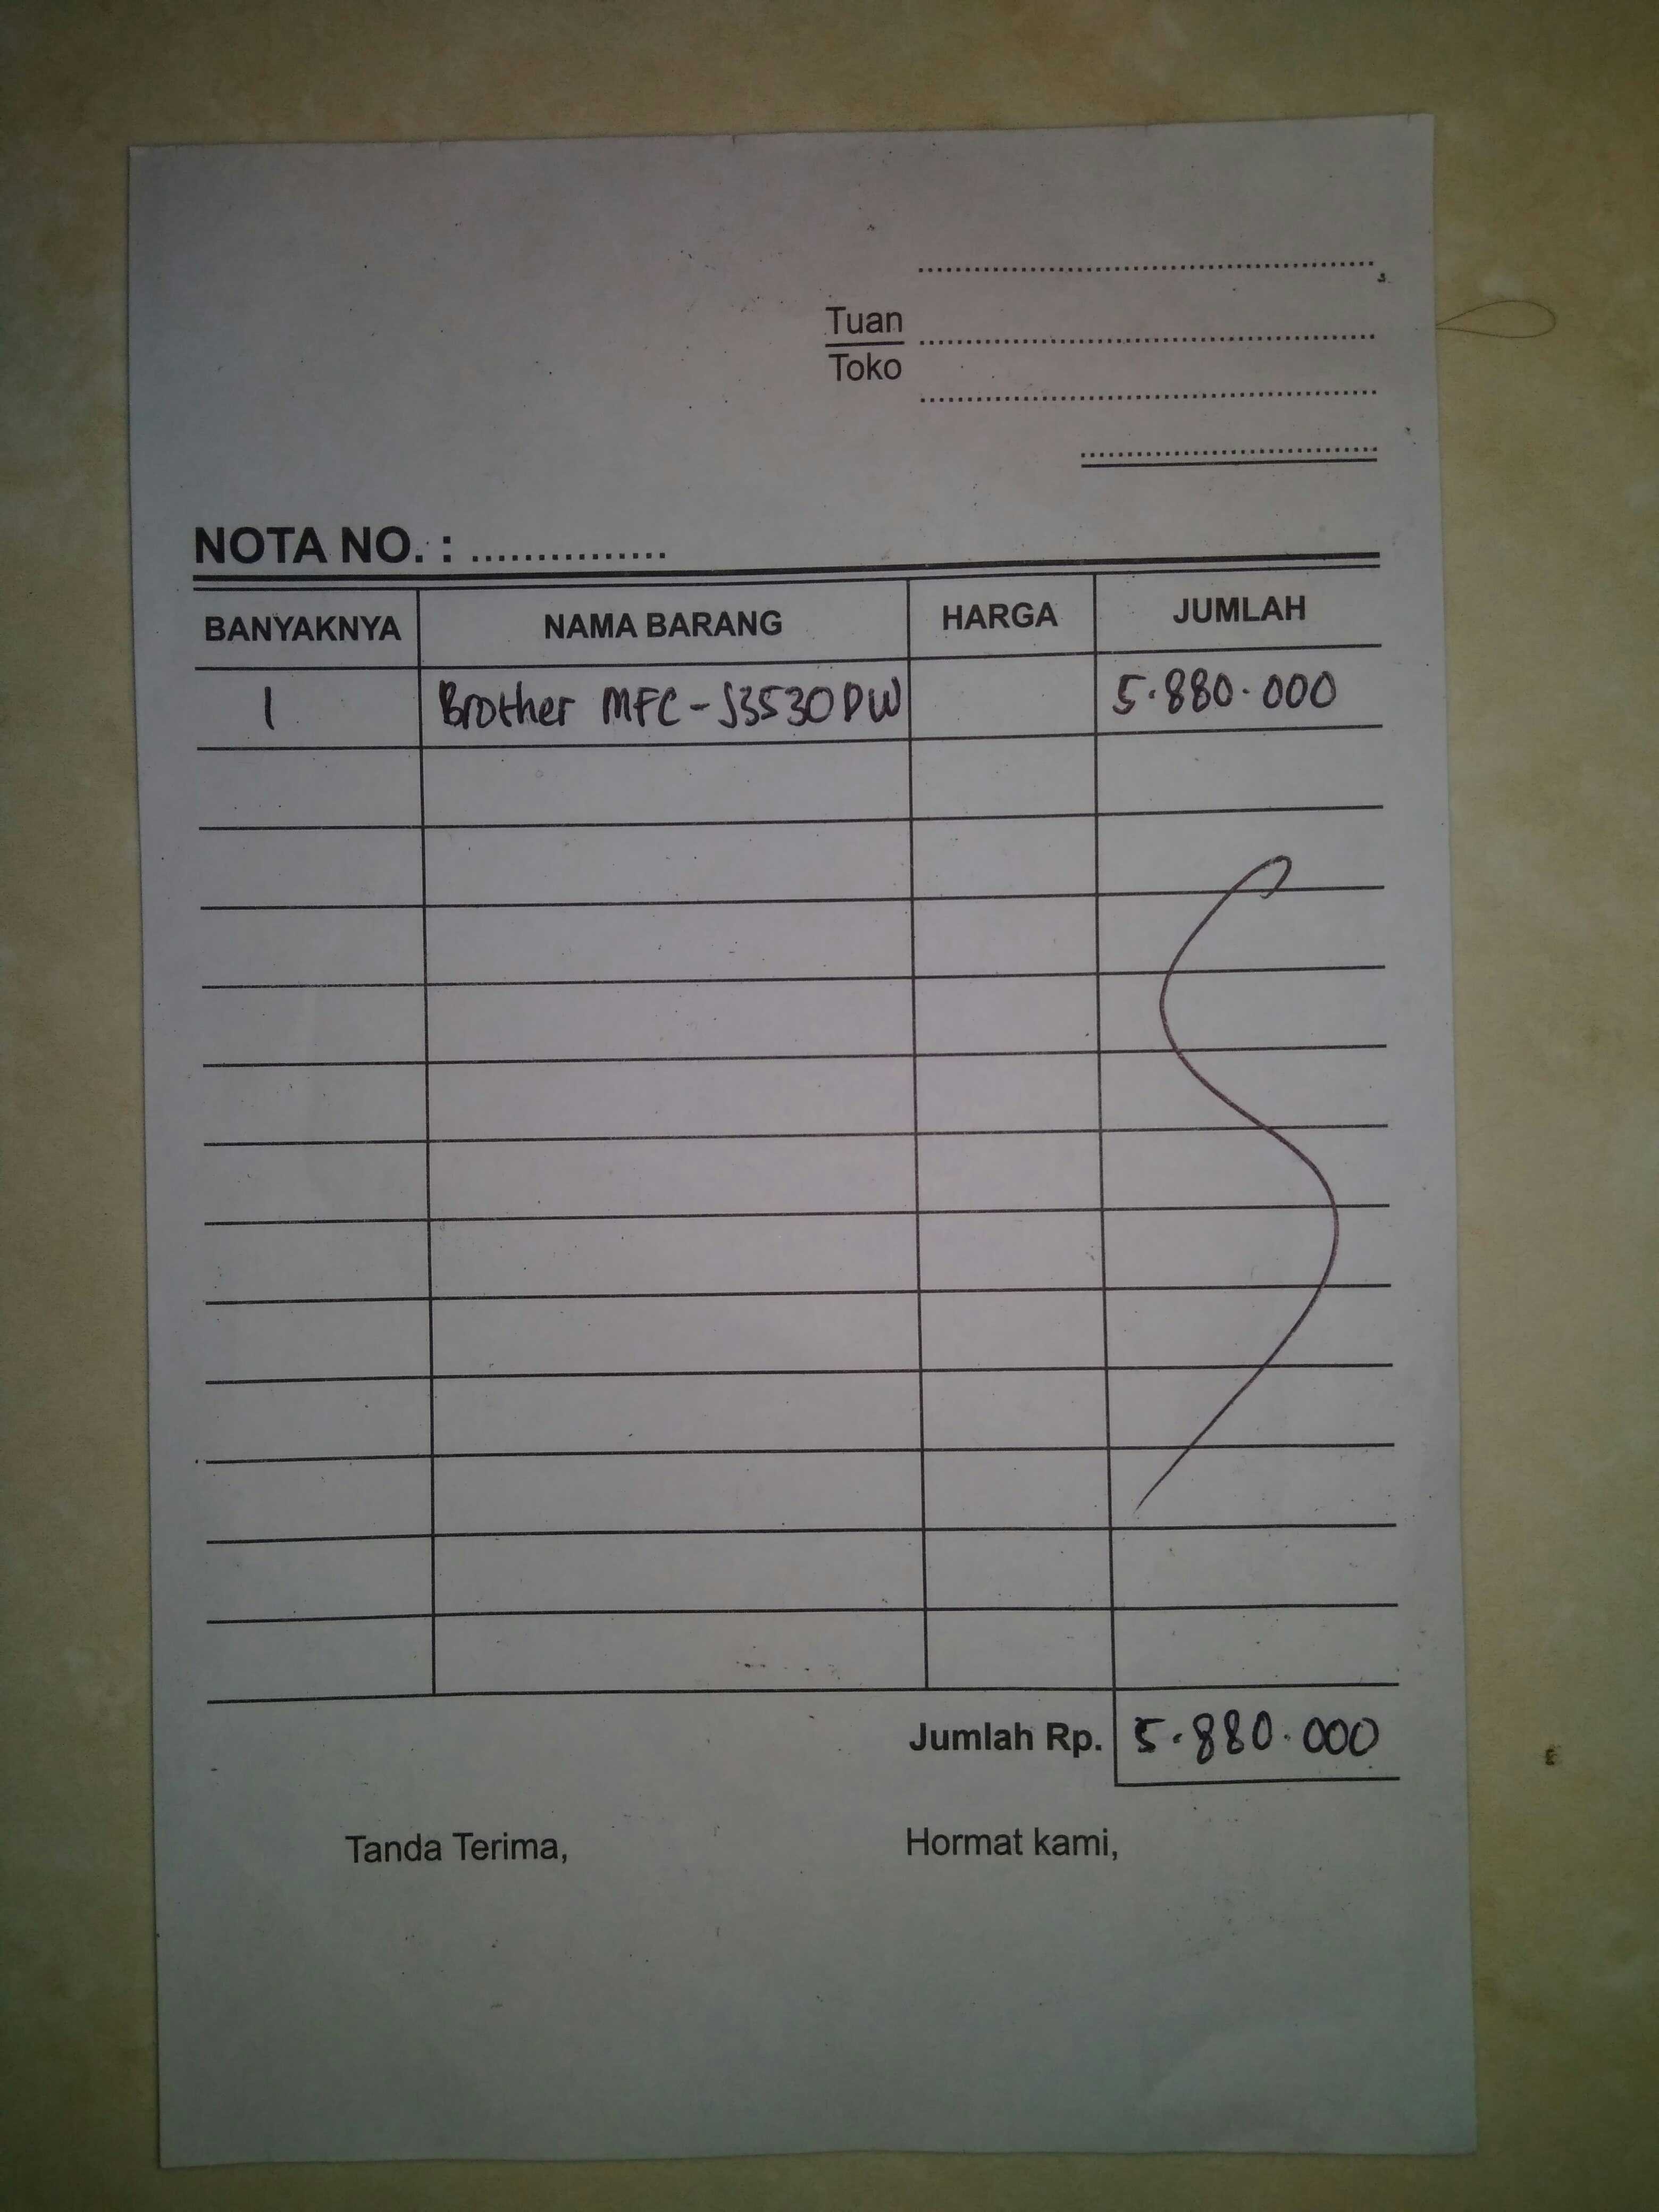 Tuan
Toko
NOTA NO. : ...............
BANYAKNYA NAMA BARANG HARGA JUMLAH
1 Brother MFC-J3530DW 5.880.000
Jumlah Rp. 5.880.000
Tanda Terima, Hormat kami,